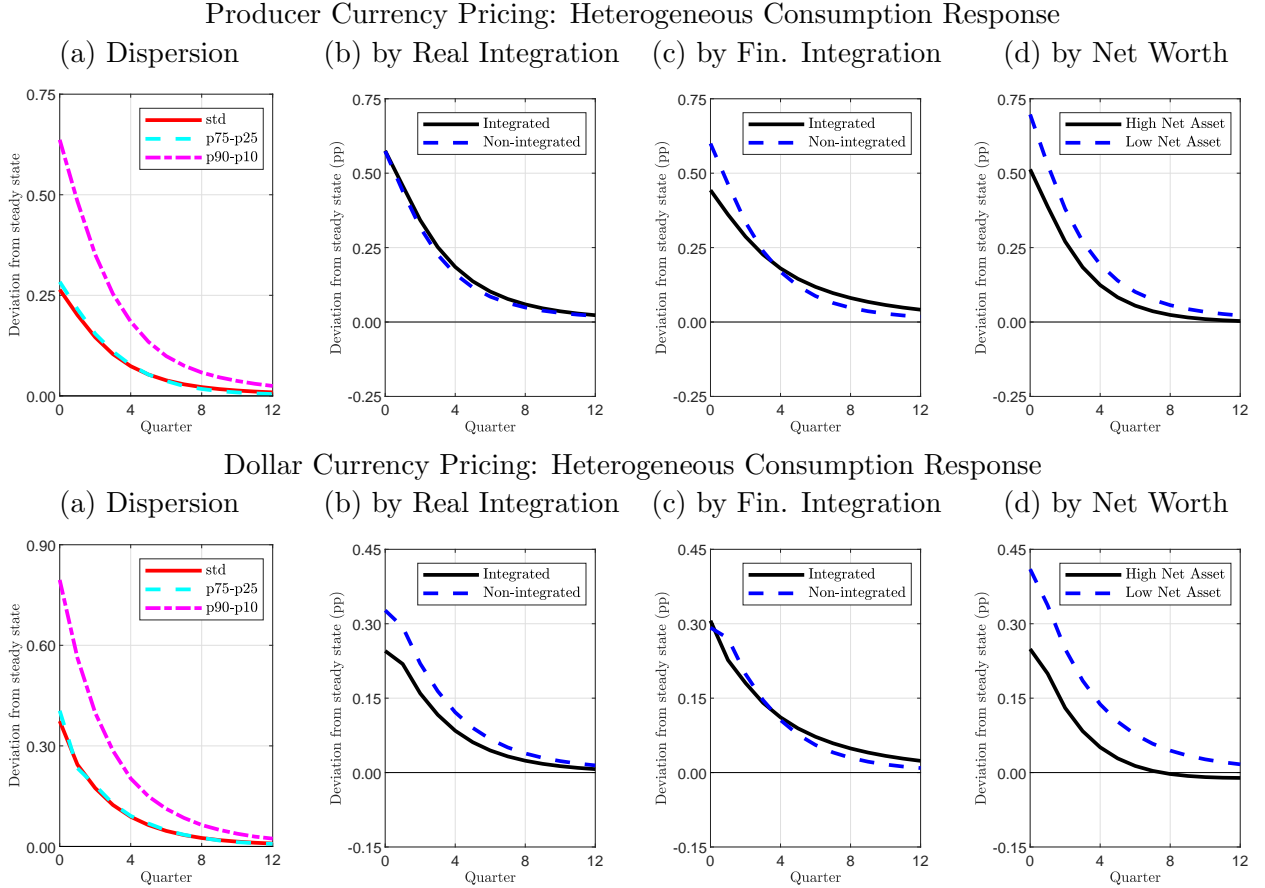 Producer Currency Pricing: Heterogeneous Consumption Response
(a) Dispersion
(b) by Real Integration
(c) by Fin. Integration
(d) by Net Worth
Deviation from steady state
0.75
0.50
0.25
0.00
std
p75-p25
p90-p10
0 4 8 12
Quarter
Deviation from steady state (pp)
0.75
0.50
0.25
0.00
-0.25
Integrated
Non-integrated
0 4 8 12
Quarter
Deviation from steady state (pp)
0.75
0.50
0.25
0.00
-0.25
Integrated
Non-integrated
0 4 8 12
Quarter
Deviation from steady state (pp)
0.75
0.50
0.25
0.00
-0.25
High Net Asset
Low Net Asset
0 4 8 12
Quarter
Dollar Currency Pricing: Heterogeneous Consumption Response
(a) Dispersion
(b) by Real Integration
(c) by Fin. Integration
(d) by Net Worth
Deviation from steady state
0.90
0.60
0.30
0.00
std
p75-p25
p90-p10
0 4 8 12
Quarter
Deviation from steady state (pp)
0.45
0.30
0.15
0.00
-0.15
Integrated
Non-integrated
0 4 8 12
Quarter
Deviation from steady state (pp)
0.45
0.30
0.15
0.00
-0.15
Integrated
Non-integrated
0 4 8 12
Quarter
Deviation from steady state (pp)
0.45
0.30
0.15
0.00
-0.15
High Net Asset
Low Net Asset
0 4 8 12
Quarter